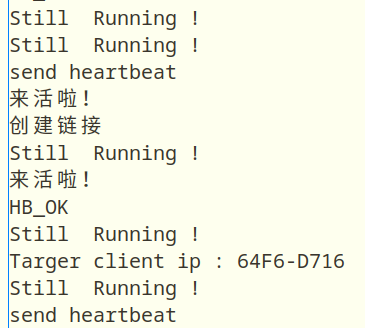 Still  Running !
Still  Running !
send heartbeat
来活啦！
创建链接
Still  Running !
来活啦！
HB_OK
Still  Running !
Targer client ip : 64F6-D716
Still  Running !
send heartbeat